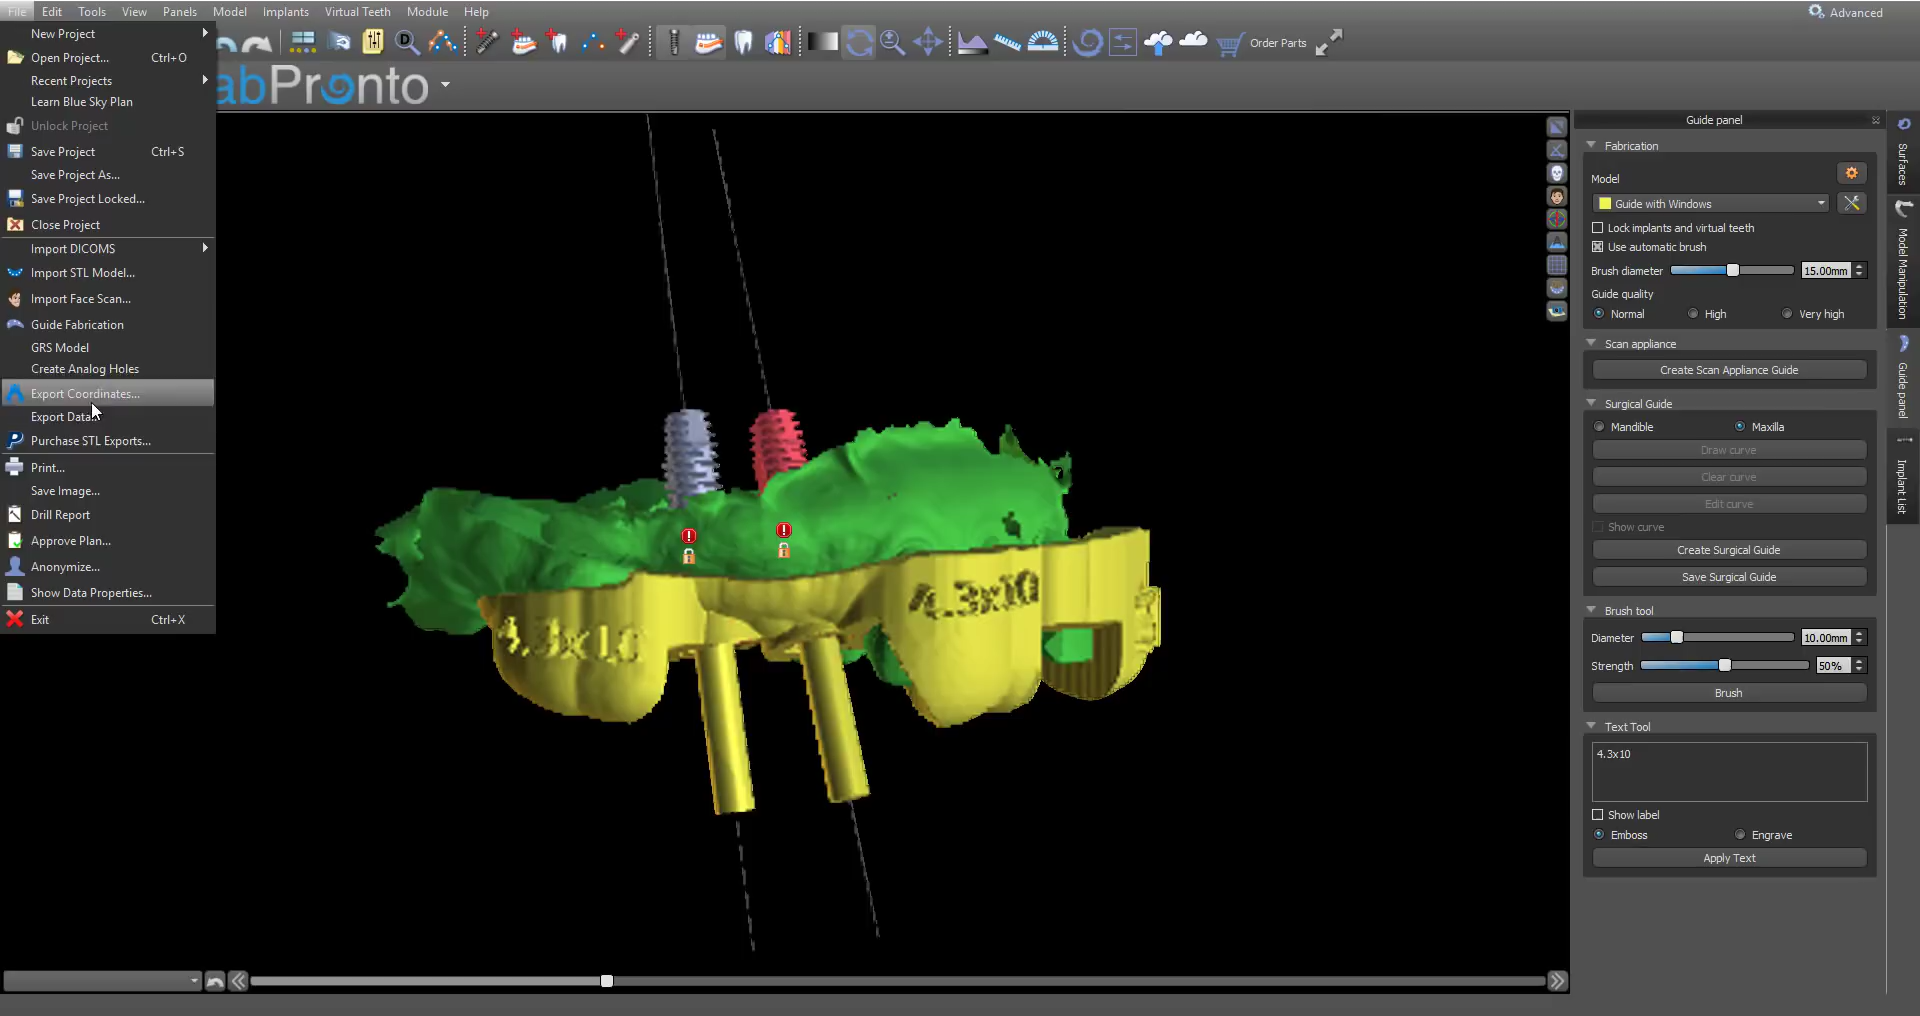 File Edit Tools View Panels Model Implants Virtual Teeth Module Help
Advanced
New Project
Open Project... Ctrl+O
Recent Projects
Learn Blue Sky Plan
Unlock Project
Save Project Ctrl+S
Save Project As...
Save Project Locked...
Close Project
Import DICOMS
Import STL Model...
Import Face Scan...
Guide Fabrication
GRS Model
Create Analog Holes
Export Coordinates...
Export Data
Purchase STL Exports...
Print...
Save Image...
Drill Report
Approve Plan...
Anonymize...
Show Data Properties...
Exit Ctrl+X
Order Parts
abPronto
4.3x10
4.3x10
Guide panel
Fabrication
Model
Guide with Windows
Lock implants and virtual teeth
Use automatic brush
Brush diameter 15.00mm
Guide quality
Normal High Very high
Scan appliance
Create Scan Appliance Guide
Surgical Guide
Mandible Maxilla
Draw curve
Clear curve
Edit curve
Show curve
Create Surgical Guide
Save Surgical Guide
Brush tool
Diameter 10.00mm
Strength 50%
Brush
Text Tool
4.3x10
Show label
Emboss Engrave
Apply Text
Surfaces
Model Manipulation
Guide panel
Implant List